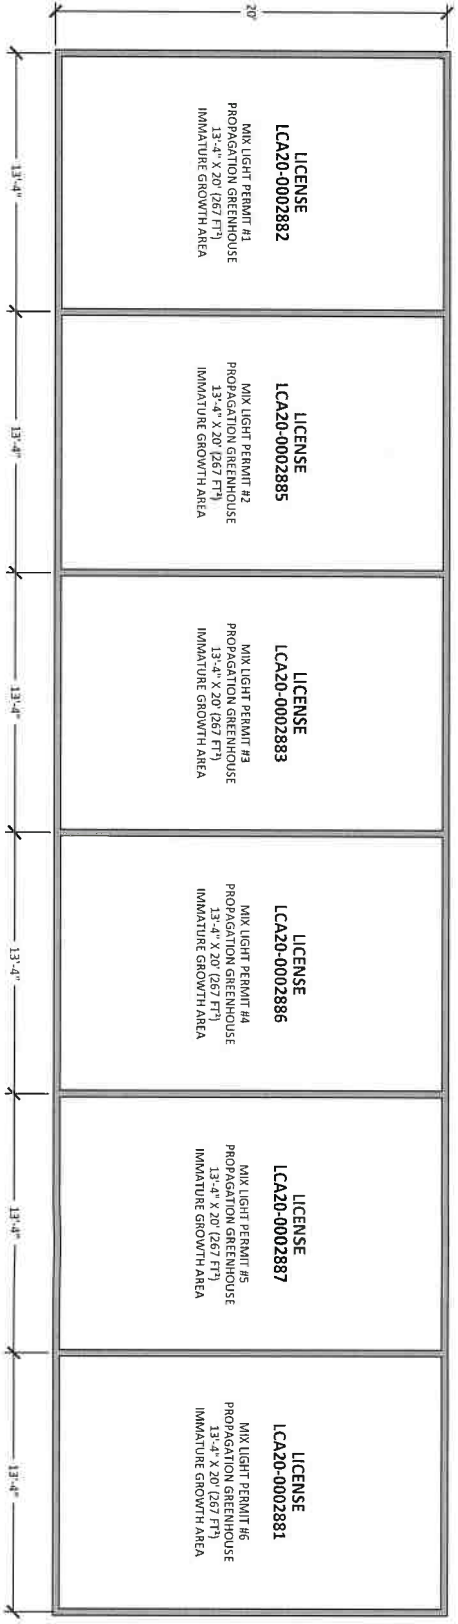 20'
LICENSE
LCA20-0002882
MIX LIGHT PERMIT #1
PROPAGATION GREENHOUSE
13'-4" X 20' (267 FT²)
IMMATURE GROWTH AREA
13'-4"
LICENSE
LCA20-0002885
MIX LIGHT PERMIT #2
PROPAGATION GREENHOUSE
13'-4" X 20' (267 FT²)
IMMATURE GROWTH AREA
13'-4"
LICENSE
LCA20-0002883
MIX LIGHT PERMIT #3
PROPAGATION GREENHOUSE
13'-4" X 20' (267 FT²)
IMMATURE GROWTH AREA
13'-4"
LICENSE
LCA20-0002886
MIX LIGHT PERMIT #4
PROPAGATION GREENHOUSE
13'-4" X 20' (267 FT²)
IMMATURE GROWTH AREA
13'-4"
LICENSE
LCA20-0002887
MIX LIGHT PERMIT #5
PROPAGATION GREENHOUSE
13'-4" X 20' (267 FT²)
IMMATURE GROWTH AREA
13'-4"
LICENSE
LCA20-0002881
MIX LIGHT PERMIT #6
PROPAGATION GREENHOUSE
13'-4" X 20' (267 FT²)
IMMATURE GROWTH AREA
13'-4"